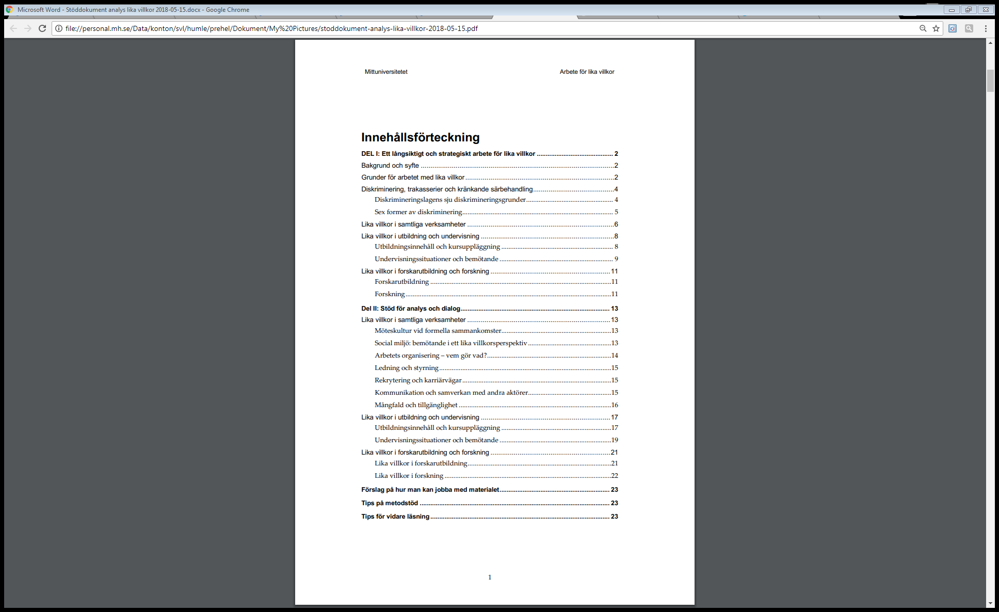 Microsoft Word - Stöddokument analys lika villkor 2018-05-15.docx - Google Chrome
file://personal.mh.se/Data/konton/svl/humle/prehel/Dokument/My%20Pictures/stoddokument-analys-lika-villkor-2018-05-15.pdf
Mittuniversitetet Arbete för lika villkor
Innehållsförteckning
DEL I: Ett långsiktigt och strategiskt arbete för lika villkor ........ 2
Bakgrund och syfte ........ 2
Grunder för arbetet med lika villkor ........ 2
Diskriminering, trakasserier och kränkande särbehandling ........ 4
Diskrimineringslagens sju diskrimineringsgrunder ........ 4
Sex former av diskriminering ........ 5
Lika villkor i samtliga verksamheter ........ 6
Lika villkor i utbildning och undervisning ........ 8
Utbildningsinnehåll och kursuppläggning ........ 8
Undervisningssituationer och bemötande ........ 9
Lika villkor i forskarutbildning och forskning ........ 11
Forskarutbildning ........ 11
Forskning ........ 11
Del II: Stöd för analys och dialog ........ 13
Lika villkor i samtliga verksamheter ........ 13
Möteskultur vid formella sammankomster ........ 13
Social miljö: bemötande i ett lika villkorsperspektiv ........ 13
Arbetets organisering – vem gör vad? ........ 14
Ledning och styrning ........ 15
Rekrytering och karriärvägar ........ 15
Kommunikation och samverkan med andra aktörer ........ 15
Mångfald och tillgänglighet ........ 16
Lika villkor i utbildning och undervisning ........ 17
Utbildningsinnehåll och kursuppläggning ........ 17
Undervisningssituationer och bemötande ........ 19
Lika villkor i forskarutbildning och forskning ........ 21
Lika villkor i forskarutbildning ........ 21
Lika villkor i forskning ........ 22
Förslag på hur man kan jobba med materialet ........ 23
Tips på metodstöd ........ 23
Tips för vidare läsning ........ 23
1